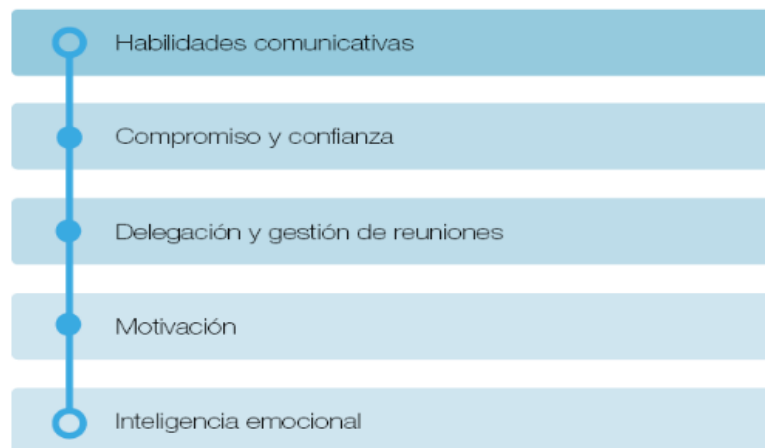 Habilidades comunicativas
Compromiso y confianza
Delegación y gestión de reuniones
Motivación
Inteligencia emocional